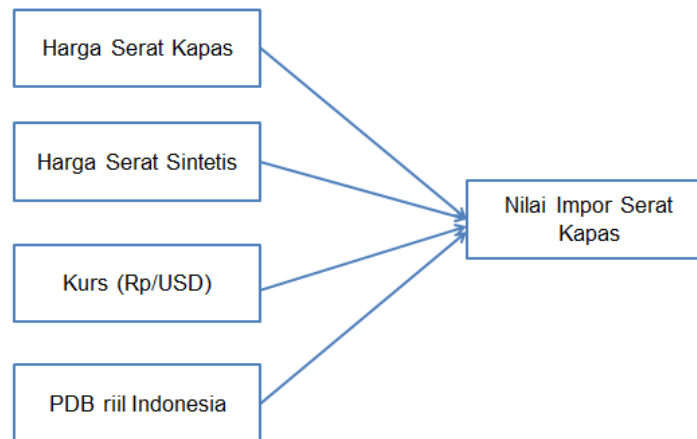 Harga Serat Kapas
Harga Serat Sintetis
Nilai Impor Serat
Kapas
Kurs (Rp/USD)
PDB riil Indonesia